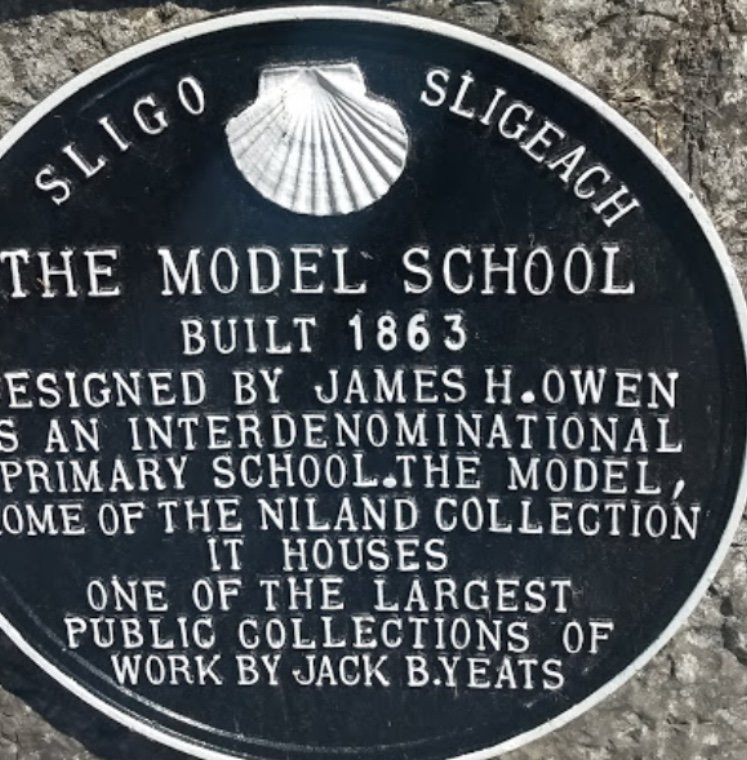 SLIGO SLIGEACH
THE MODEL SCHOOL
BUILT 1863
ESIGNED BY JAMES H.OWEN
S AN INTERDENOMINATIONAL
PRIMARY SCHOOL.THE MODEL,
OME OF THE NILAND COLLECTION
IT HOUSES
ONE OF THE LARGEST
PUBLIC COLLECTIONS OF
WORK BY JACK B.YEATS